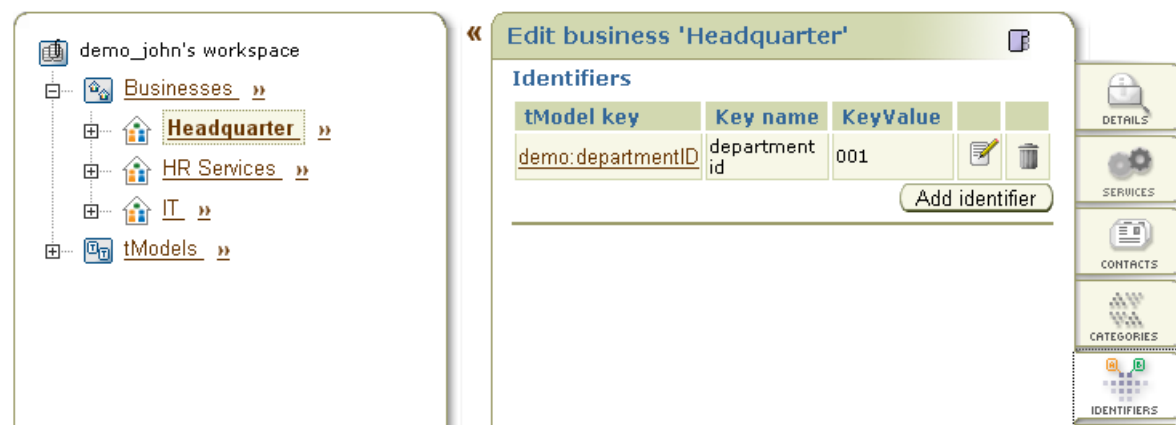 demo_john's workspace
Businesses »
Headquarter »
HR Services »
IT »
tModels »
«
Edit business 'Headquarter'
Identifiers
tModel key Key name KeyValue
demo:departmentID department id 001
Add identifier
DETAILS
SERVICES
CONTACTS
CATEGORIES
A B
IDENTIFIERS